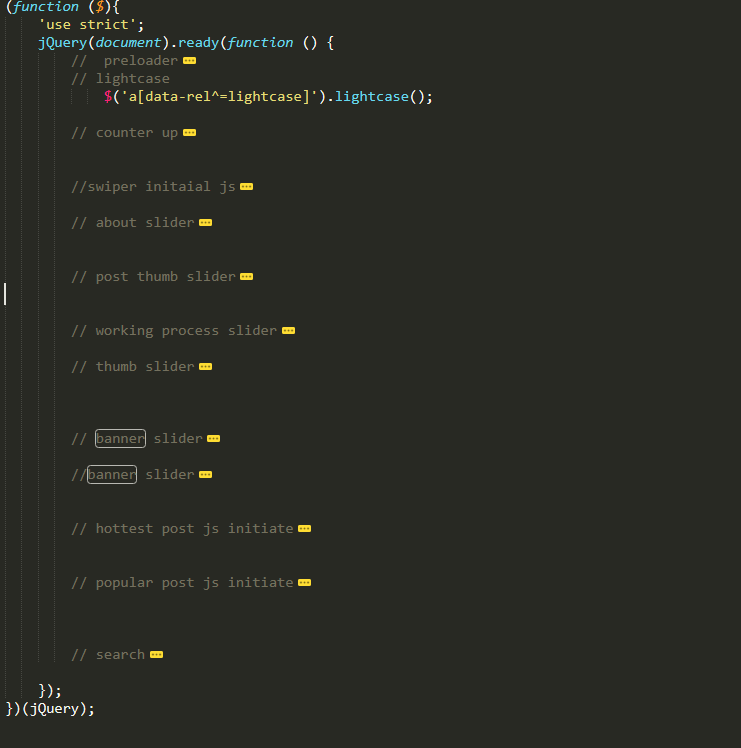 (function ($){
'use strict';
jQuery(document).ready(function () {
//  preloader
// lightcase
$('a[data-rel^=lightcase]').lightcase();
// counter up
//swiper initaial js
// about slider
// post thumb slider
// working process slider
// thumb slider
// banner slider
//banner slider
// hottest post js initiate
// popular post js initiate
// search
});
})(jQuery);